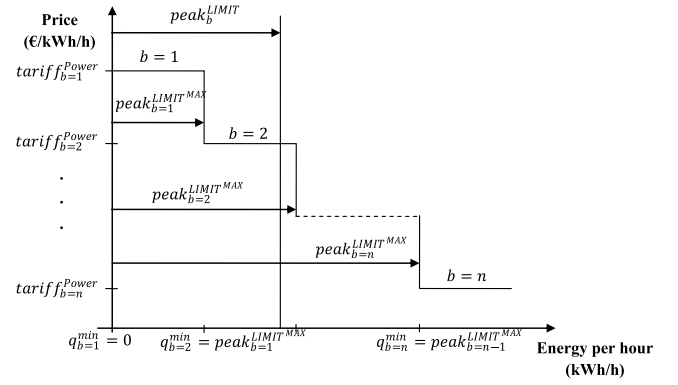 Price
(€/kWh/h)
peak_b^LIMIT
b = 1
tariff_{b=1}^Power
peak_{b=1}^{LIMIT^MAX}
b = 2
tariff_{b=2}^Power
.
.
.
peak_{b=2}^{LIMIT^MAX}
peak_{b=n}^{LIMIT^MAX}
b = n
tariff_{b=n}^Power
q_{b=1}^min = 0
q_{b=2}^min = peak_{b=1}^{LIMIT^MAX}
q_{b=n}^min = peak_{b=n-1}^{LIMIT^MAX}
Energy per hour
(kWh/h)